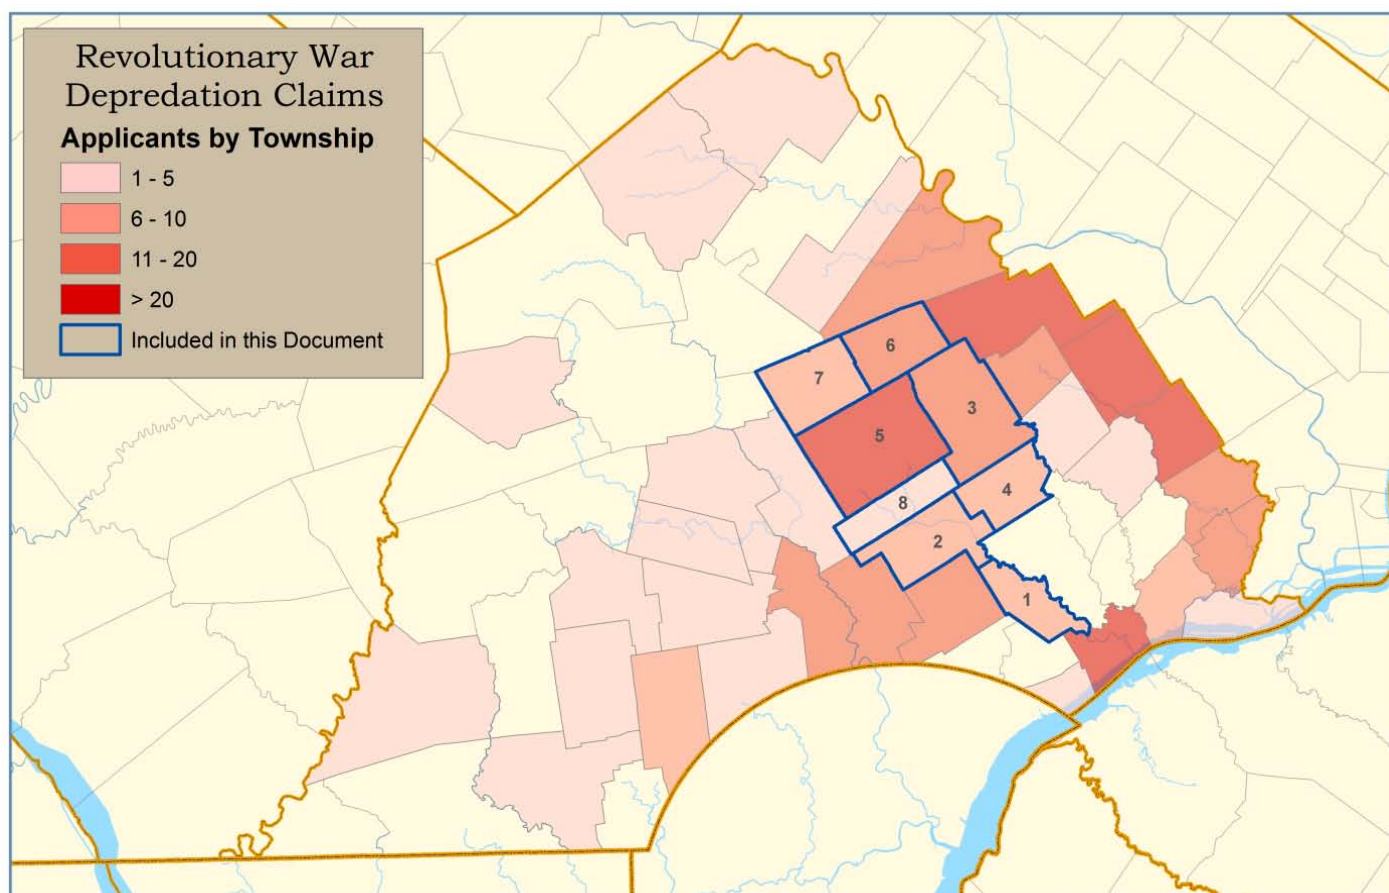 Revolutionary War
Depredation Claims
Applicants by Township
1 - 5
6 - 10
11 - 20
> 20
Included in this Document
6
7
3
5
4
8
2
1